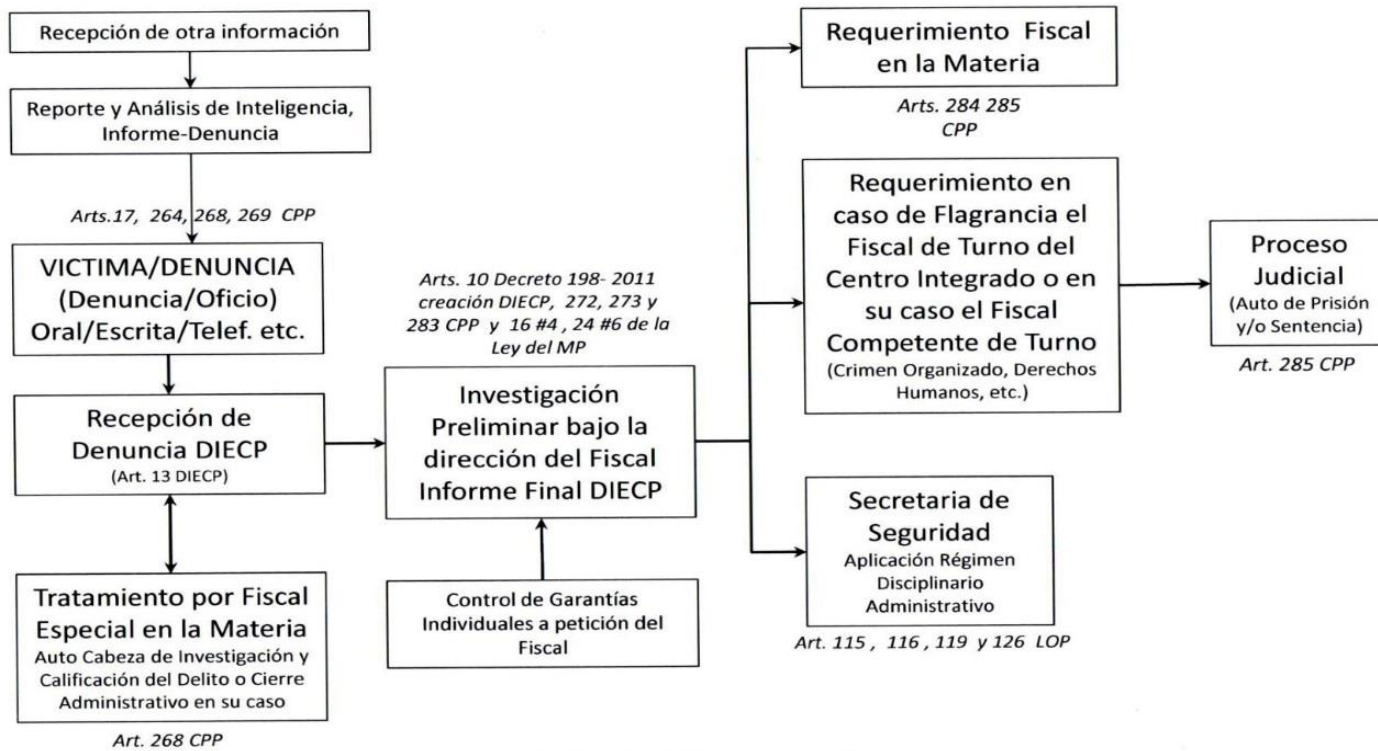 Recepción de otra información
Reporte y Análisis de Inteligencia,
Informe-Denuncia
Arts.17, 264, 268, 269 CPP
VICTIMA/DENUNCIA
(Denuncia/Oficio)
Oral/Escrita/Telef. etc.
Recepción de
Denuncia DIECP
(Art. 13 DIECP)
Tratamiento por Fiscal
Especial en la Materia
Auto Cabeza de Investigación y
Calificación del Delito o Cierre
Administrativo en su caso
Art. 268 CPP
Arts. 10 Decreto 198- 2011
creación DIECP, 272, 273 y
283 CPP y 16 #4 , 24 #6 de la
Ley del MP
Investigación
Preliminar bajo la
dirección del Fiscal
Informe Final DIECP
Control de Garantías
Individuales a petición del
Fiscal
Requerimiento Fiscal
en la Materia
Arts. 284 285
CPP
Requerimiento en
caso de Flagrancia el
Fiscal de Turno del
Centro Integrado o en
su caso el Fiscal
Competente de Turno
(Crimen Organizado, Derechos
Humanos, etc.)
Secretaria de
Seguridad
Aplicación Régimen
Disciplinario
Administrativo
Art. 115 , 116 , 119 y 126 LOP
Proceso
Judicial
(Auto de Prisión
y/o Sentencia)
Art. 285 CPP